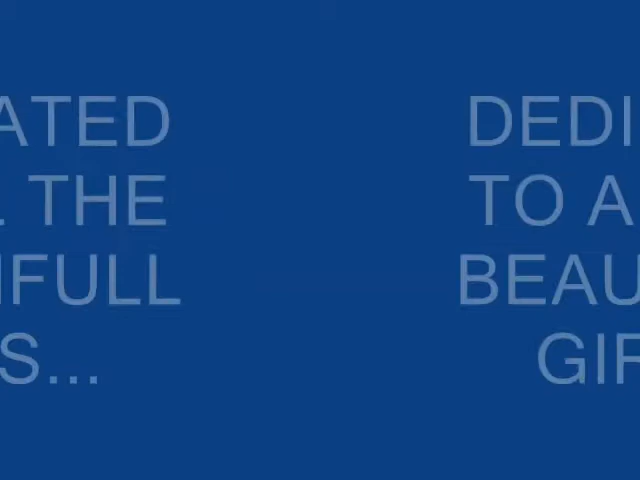 ATED
L THE
IFULL
S...
DEDI
TO A
BEAU
GIR